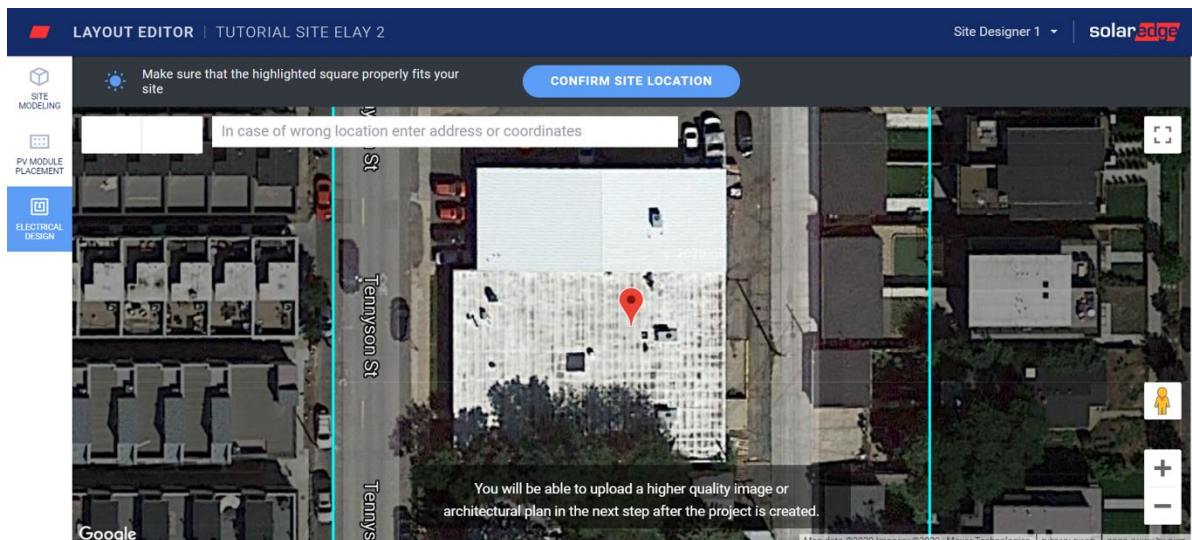 LAYOUT EDITOR | TUTORIAL SITE ELAY 2
Site Designer 1
solaredge
SITE
MODELING
PV MODULE
PLACEMENT
ELECTRICAL
DESIGN
Make sure that the highlighted square properly fits your
site
CONFIRM SITE LOCATION
In case of wrong location enter address or coordinates
St
© 2020
Tennyson St
Tennys
You will be able to upload a higher quality image or
architectural plan in the next step after the project is created.
Google